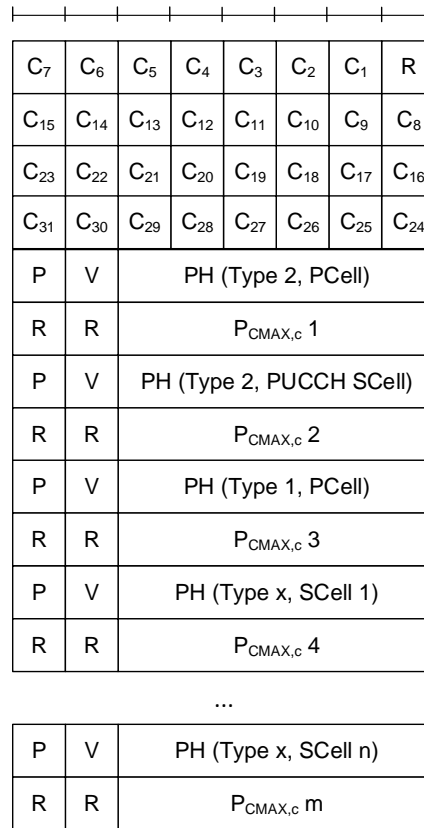 C7 C6 C5 C4 C3 C2 C1 R
C15 C14 C13 C12 C11 C10 C9 C8
C23 C22 C21 C20 C19 C18 C17 C16
C31 C30 C29 C28 C27 C26 C25 C24
P V PH (Type 2, PCell)
R R PCMAX,c 1
P V PH (Type 2, PUCCH SCell)
R R PCMAX,c 2
P V PH (Type 1, PCell)
R R PCMAX,c 3
P V PH (Type x, SCell 1)
R R PCMAX,c 4
...
P V PH (Type x, SCell n)
R R PCMAX,c m